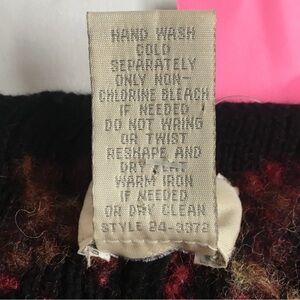 HAND WASH
COLD
SEPARATELY
ONLY NON-
CHLORINE BLEACH
IF NEEDED
DO NOT WRING
OR TWIST
RESHAPE AND
DRY FLAT
WARM IRON
IF NEEDED
OR DRY CLEAN
STYLE 24-3372